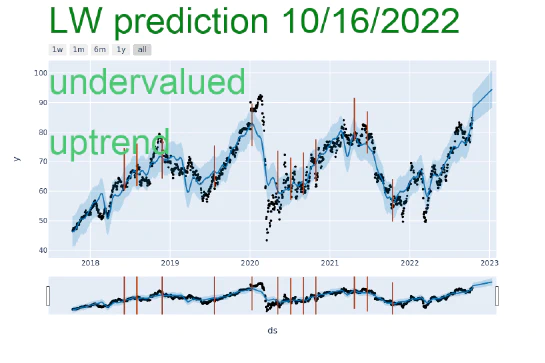 LW prediction 10/16/2022
1w 1m 6m 1y all
undervalued
uptrend
100
90
80
70
60
50
40
y
2018 2019 2020 2021 2022 2023
ds